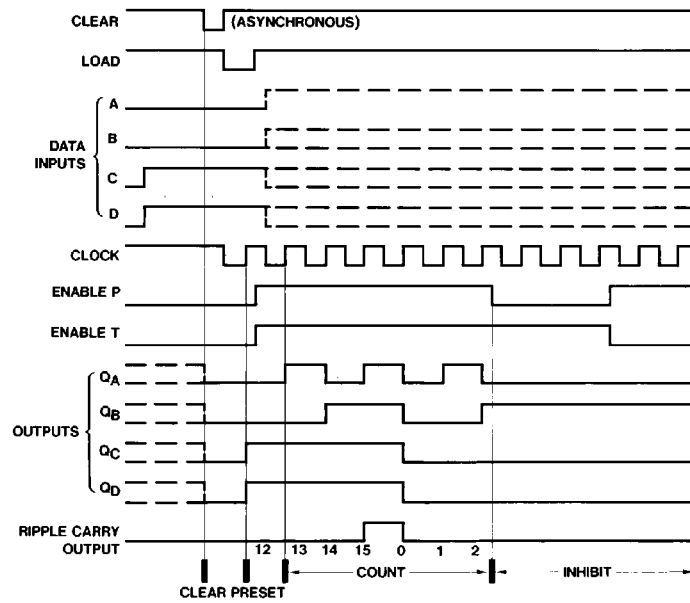 CLEAR (ASYNCHRONOUS)
LOAD
A
B
DATA INPUTS
C
D
CLOCK
ENABLE P
ENABLE T
QA
QB
OUTPUTS
QC
QD
RIPPLE CARRY OUTPUT
12 13 14 15 0 1 2
COUNT INHIBIT
CLEAR PRESET